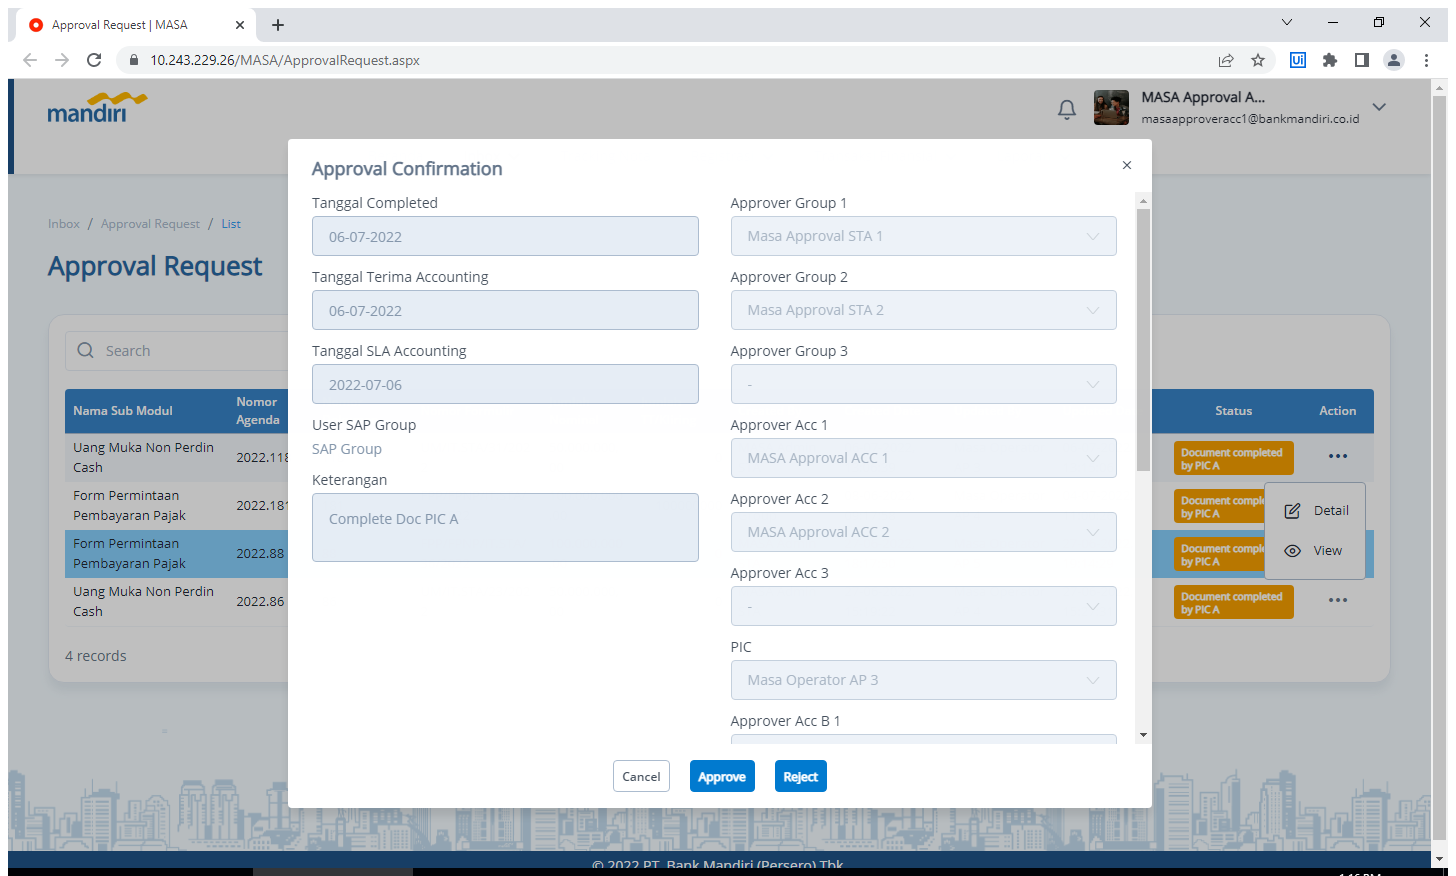 Approval Request | MASA
10.243.229.26/MASA/ApprovalRequest.aspx
Ui
mandiri
MASA Approval A...
masaapproveracc1@bankmandiri.co.id
Inbox / Approval Request / List
Approval Request
Search
Nama Sub Modul
Nomor Agenda
Status
Action
Uang Muka Non Perdin Cash
2022.118
Document completed by PIC A
Form Permintaan Pembayaran Pajak
2022.181
Document comple by PIC A
Form Permintaan Pembayaran Pajak
2022.88
Document comple by PIC A
Uang Muka Non Perdin Cash
2022.86
Document completed by PIC A
Detail
View
4 records
Approval Confirmation
Tanggal Completed
06-07-2022
Tanggal Terima Accounting
06-07-2022
Tanggal SLA Accounting
2022-07-06
User SAP Group
SAP Group
Keterangan
Complete Doc PIC A
Approver Group 1
Masa Approval STA 1
Approver Group 2
Masa Approval STA 2
Approver Group 3
-
Approver Acc 1
MASA Approval ACC 1
Approver Acc 2
MASA Approval ACC 2
Approver Acc 3
-
PIC
Masa Operator AP 3
Approver Acc B 1
Cancel
Approve
Reject
© 2022 PT. Bank Mandiri (Persero) Tbk